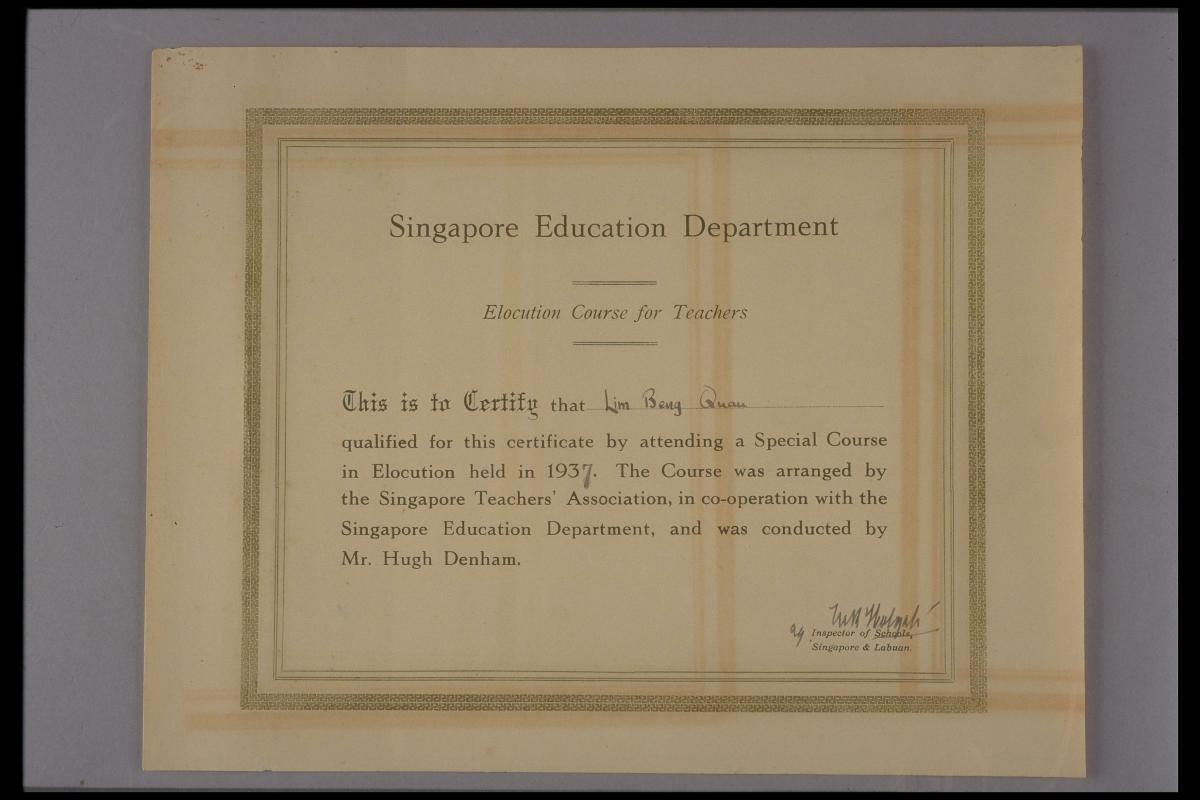 Singapore Education Department
Elocution Course for Teachers
This is to Certify that Lim Beng Quan
qualified for this certificate by attending a Special Course
in Elocution held in 1937. The Course was arranged by
the Singapore Teachers' Association, in co-operation with the
Singapore Education Department, and was conducted by
Mr. Hugh Denham.
Ag. Inspector of Schools,
Singapore & Labuan.